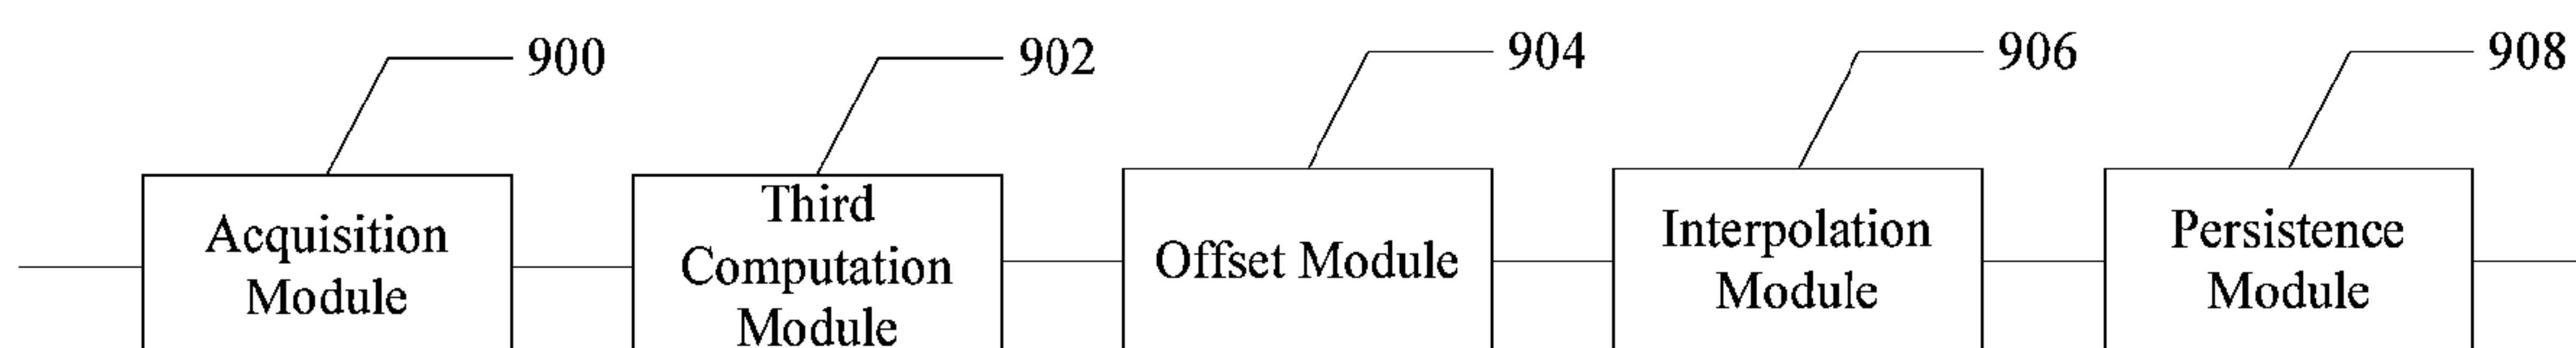 900
902
904
906
908
Acquisition
Module
Third
Computation
Module
Offset Module
Interpolation
Module
Persistence
Module